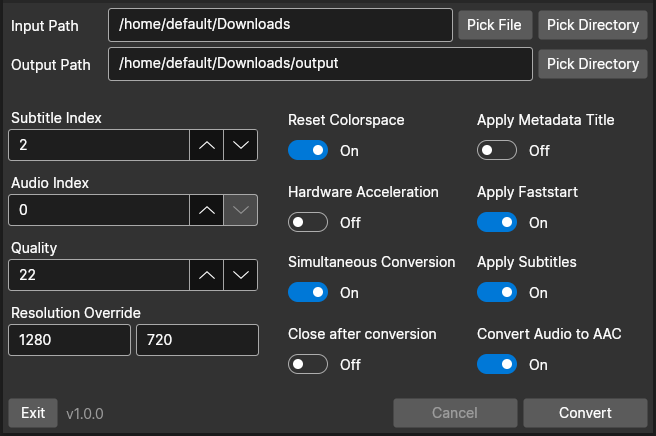 Input Path /home/default/Downloads Pick File Pick Directory
Output Path /home/default/Downloads/output Pick Directory
Subtitle Index
2
Audio Index
0
Quality
22
Resolution Override
1280 720
Reset Colorspace
On
Hardware Acceleration
Off
Simultaneous Conversion
On
Close after conversion
Off
Apply Metadata Title
Off
Apply Faststart
On
Apply Subtitles
On
Convert Audio to AAC
On
Exit v1.0.0 Cancel Convert